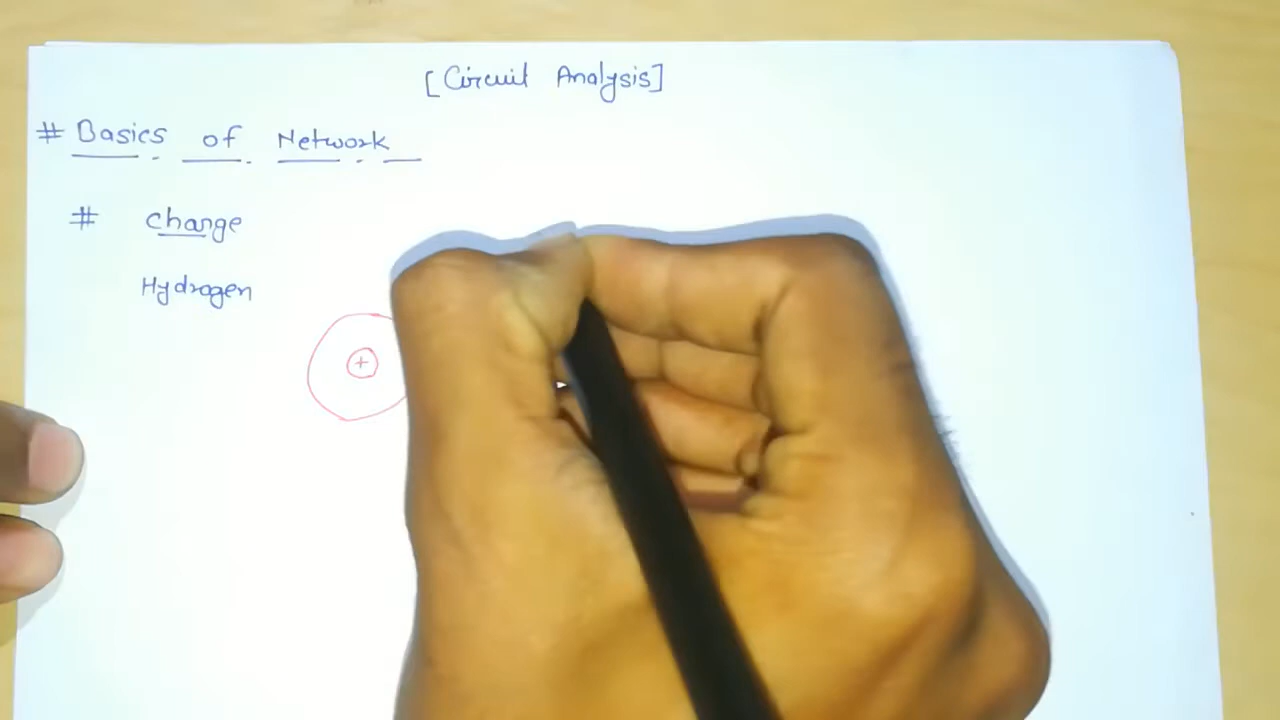 [Circuit Analysis]
# Basics of Network
# change
Hydrogen
+